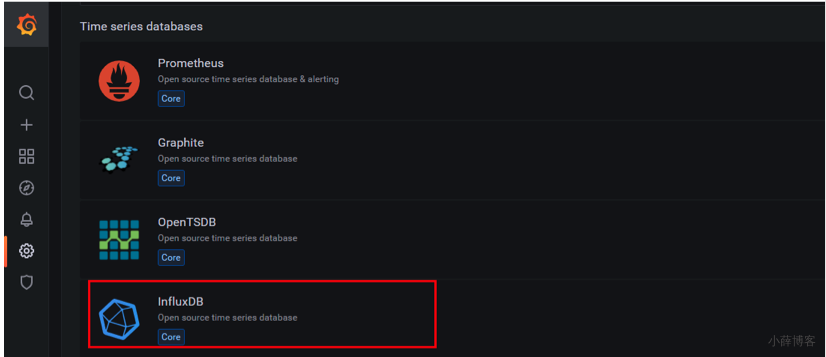 Time series databases
Prometheus
Open source time series database & alerting
Core
Graphite
Open source time series database
Core
OpenTSDB
Open source time series database
Core
InfluxDB
Open source time series database
Core
小薛博客